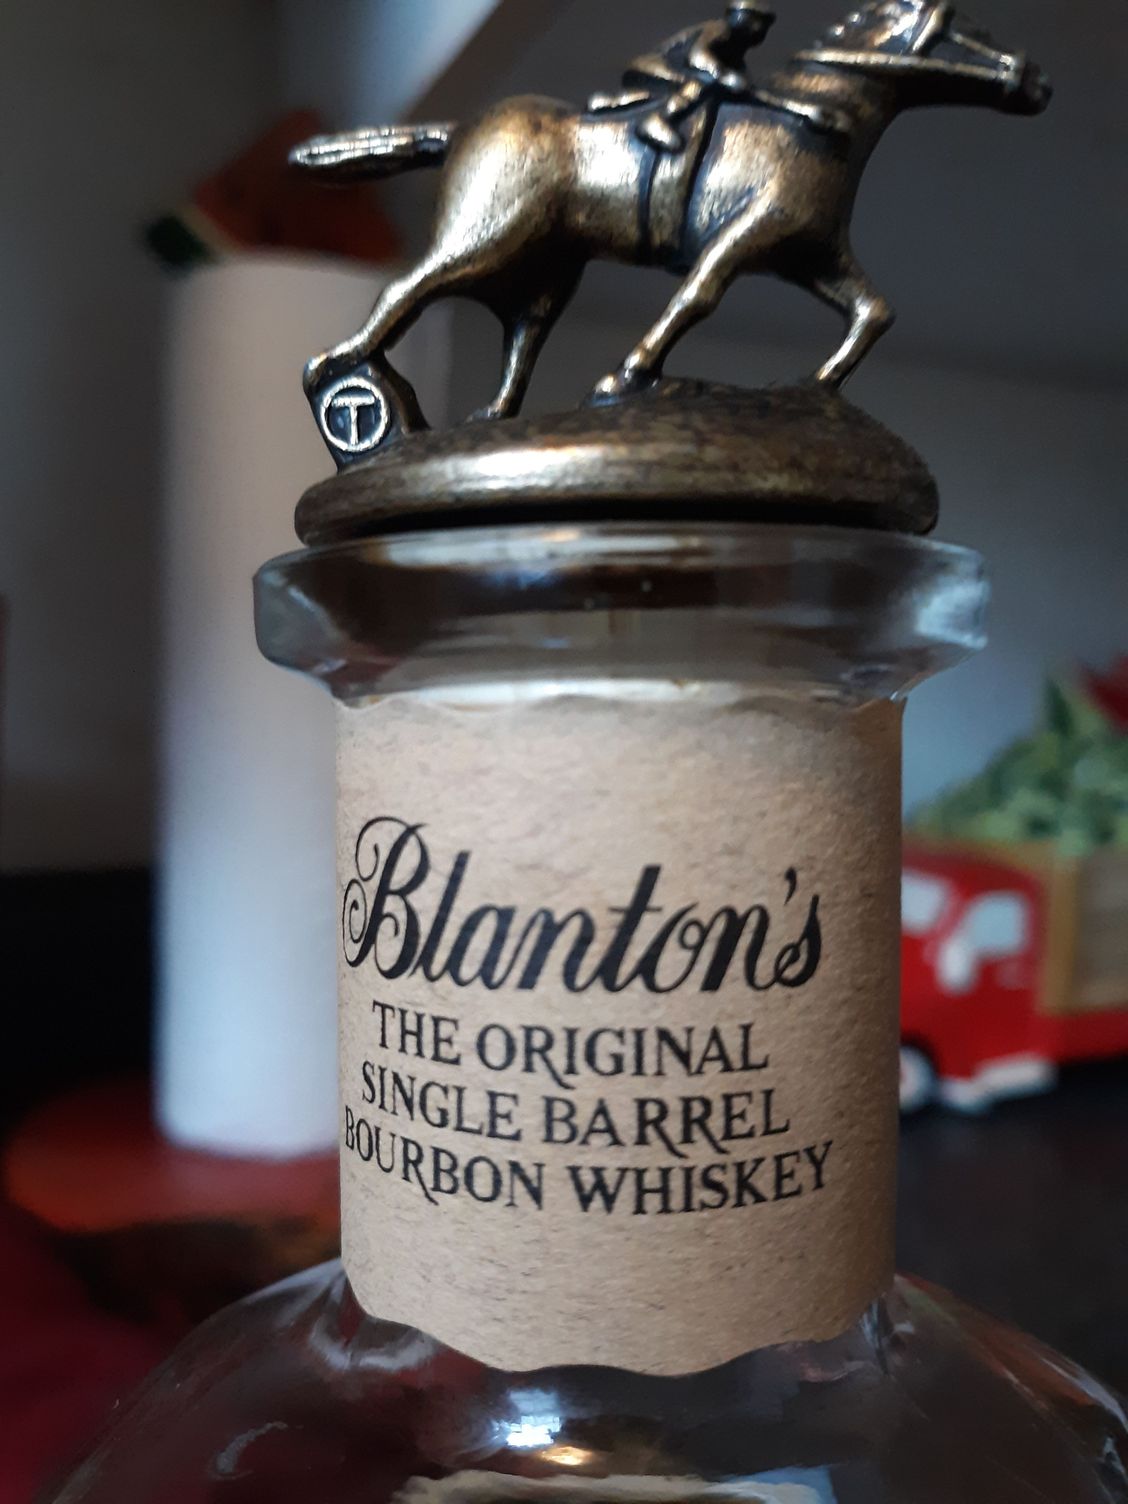 T
Blanton's
THE ORIGINAL
SINGLE BARREL
BOURBON WHISKEY